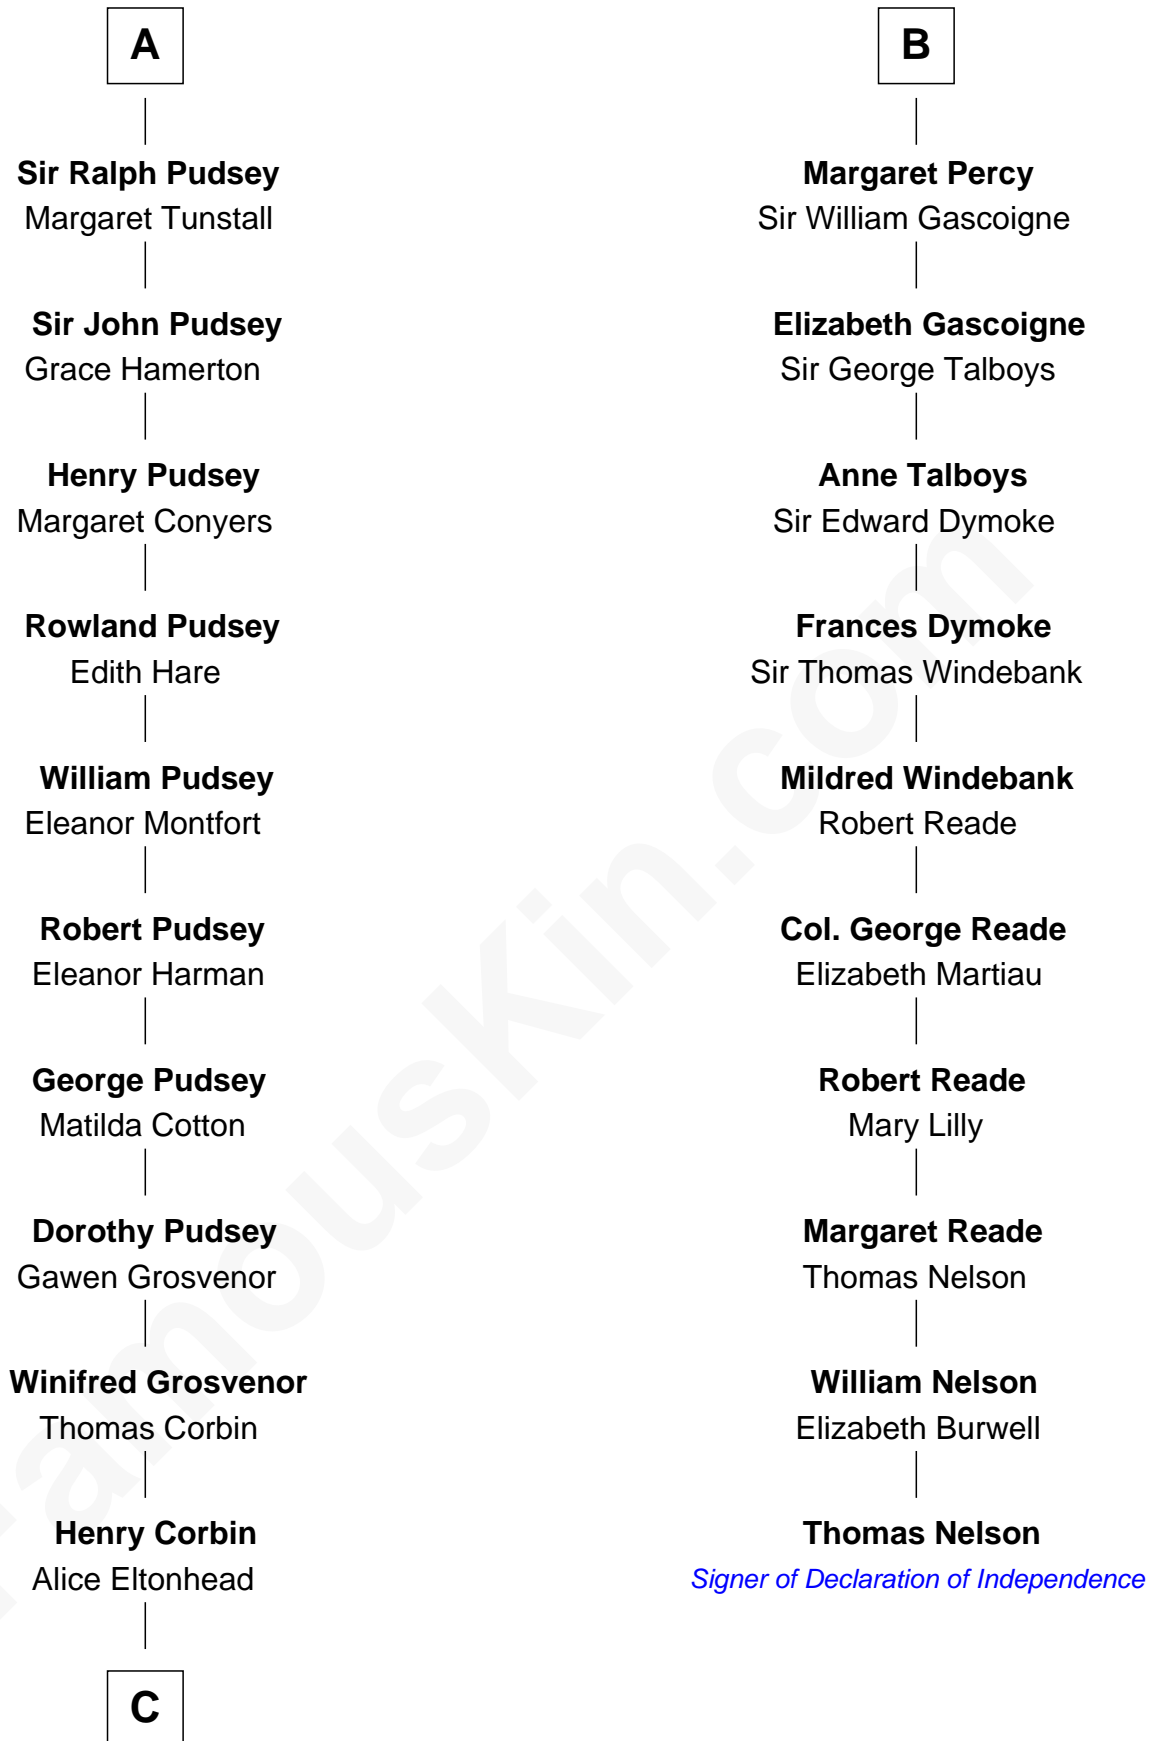 A
Sir Ralph Pudsey
Margaret Tunstall
Sir John Pudsey
Grace Hamerton
Henry Pudsey
Margaret Conyers
Rowland Pudsey
Edith Hare
William Pudsey
Eleanor Montfort
Robert Pudsey
Eleanor Harman
George Pudsey
Matilda Cotton
Dorothy Pudsey
Gawen Grosvenor
Winifred Grosvenor
Thomas Corbin
Henry Corbin
Alice Eltonhead
C
B
Margaret Percy
Sir William Gascoigne
Elizabeth Gascoigne
Sir George Talboys
Anne Talboys
Sir Edward Dymoke
Frances Dymoke
Sir Thomas Windebank
Mildred Windebank
Robert Reade
Col. George Reade
Elizabeth Martiau
Robert Reade
Mary Lilly
Margaret Reade
Thomas Nelson
William Nelson
Elizabeth Burwell
Thomas Nelson
Signer of Declaration of Independence
FamousKin.com